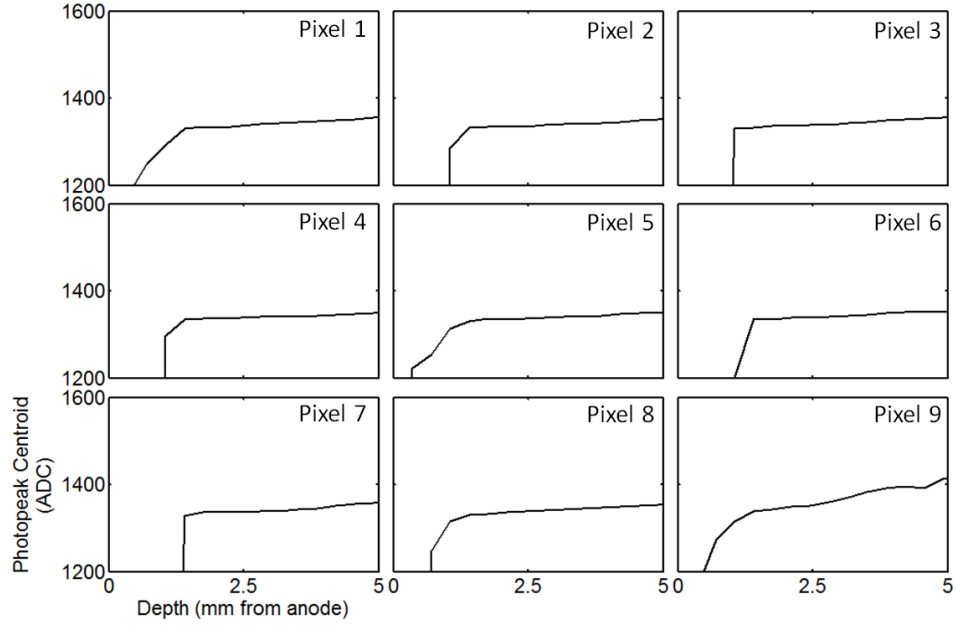 1600
Pixel 1
Pixel 2
Pixel 3
1400
1200
1600
Pixel 4
Pixel 5
Pixel 6
1400
1200
1600
Pixel 7
Pixel 8
Pixel 9
1400
1200
Photopeak Centroid
(ADC)
0 2.5 5 0 2.5 5 0 2.5 5
Depth (mm from anode)